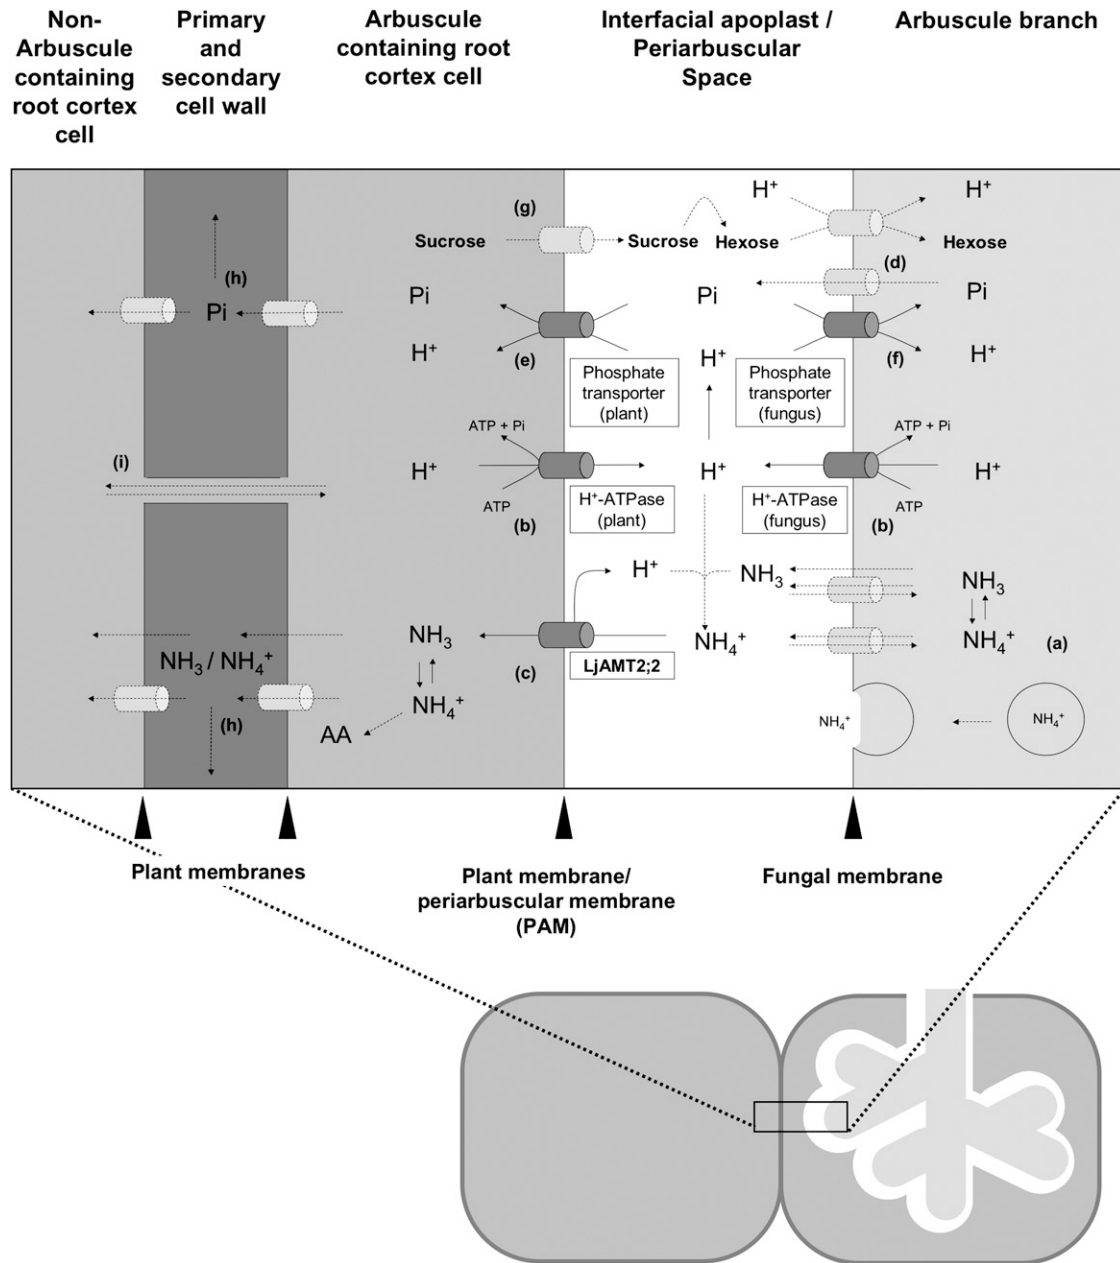 Non-
Arbuscule
containing
root cortex
cell
Primary
and
secondary
cell wall
Arbuscule
containing root
cortex cell
Interfacial apoplast /
Periarbuscular
Space
Arbuscule branch
H⁺
H⁺
(g)
Sucrose
Sucrose
Hexose
Hexose
(d)
(h)
Pi
Pi
Pi
Pi
H⁺
(e)
H⁺
(f)
H⁺
Phosphate
transporter
(plant)
Phosphate
transporter
(fungus)
ATP + Pi
ATP + Pi
(i)
H⁺
H⁺
H⁺
ATP
ATP
(b)
H⁺-ATPase
(plant)
H⁺-ATPase
(fungus)
(b)
H⁺
NH₃
NH₃
NH₃
NH₄⁺
NH₄⁺
(a)
NH₃ / NH₄⁺
(c)
LjAMT2;2
NH₄⁺
(h)
AA
NH₄⁺
NH₄⁺
Plant membranes
Plant membrane/
periarbuscular membrane
(PAM)
Fungal membrane